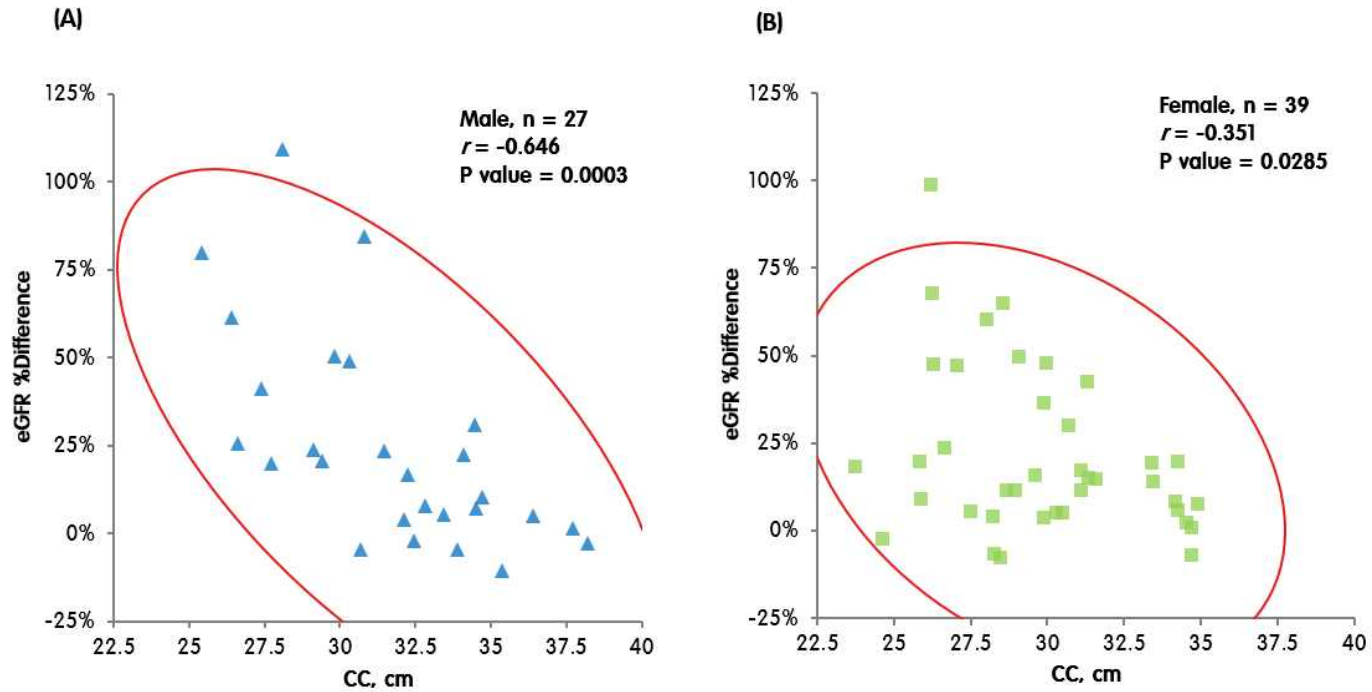 (A)
125%
100%
75%
50%
25%
0%
-25%
eGFR %Difference
Male, n = 27
r = -0.646
P value = 0.0003
22.5 25 27.5 30 32.5 35 37.5 40
CC, cm
(B)
125%
100%
75%
50%
25%
0%
-25%
eGFR %Difference
Female, n = 39
r = -0.351
P value = 0.0285
22.5 25 27.5 30 32.5 35 37.5 40
CC, cm